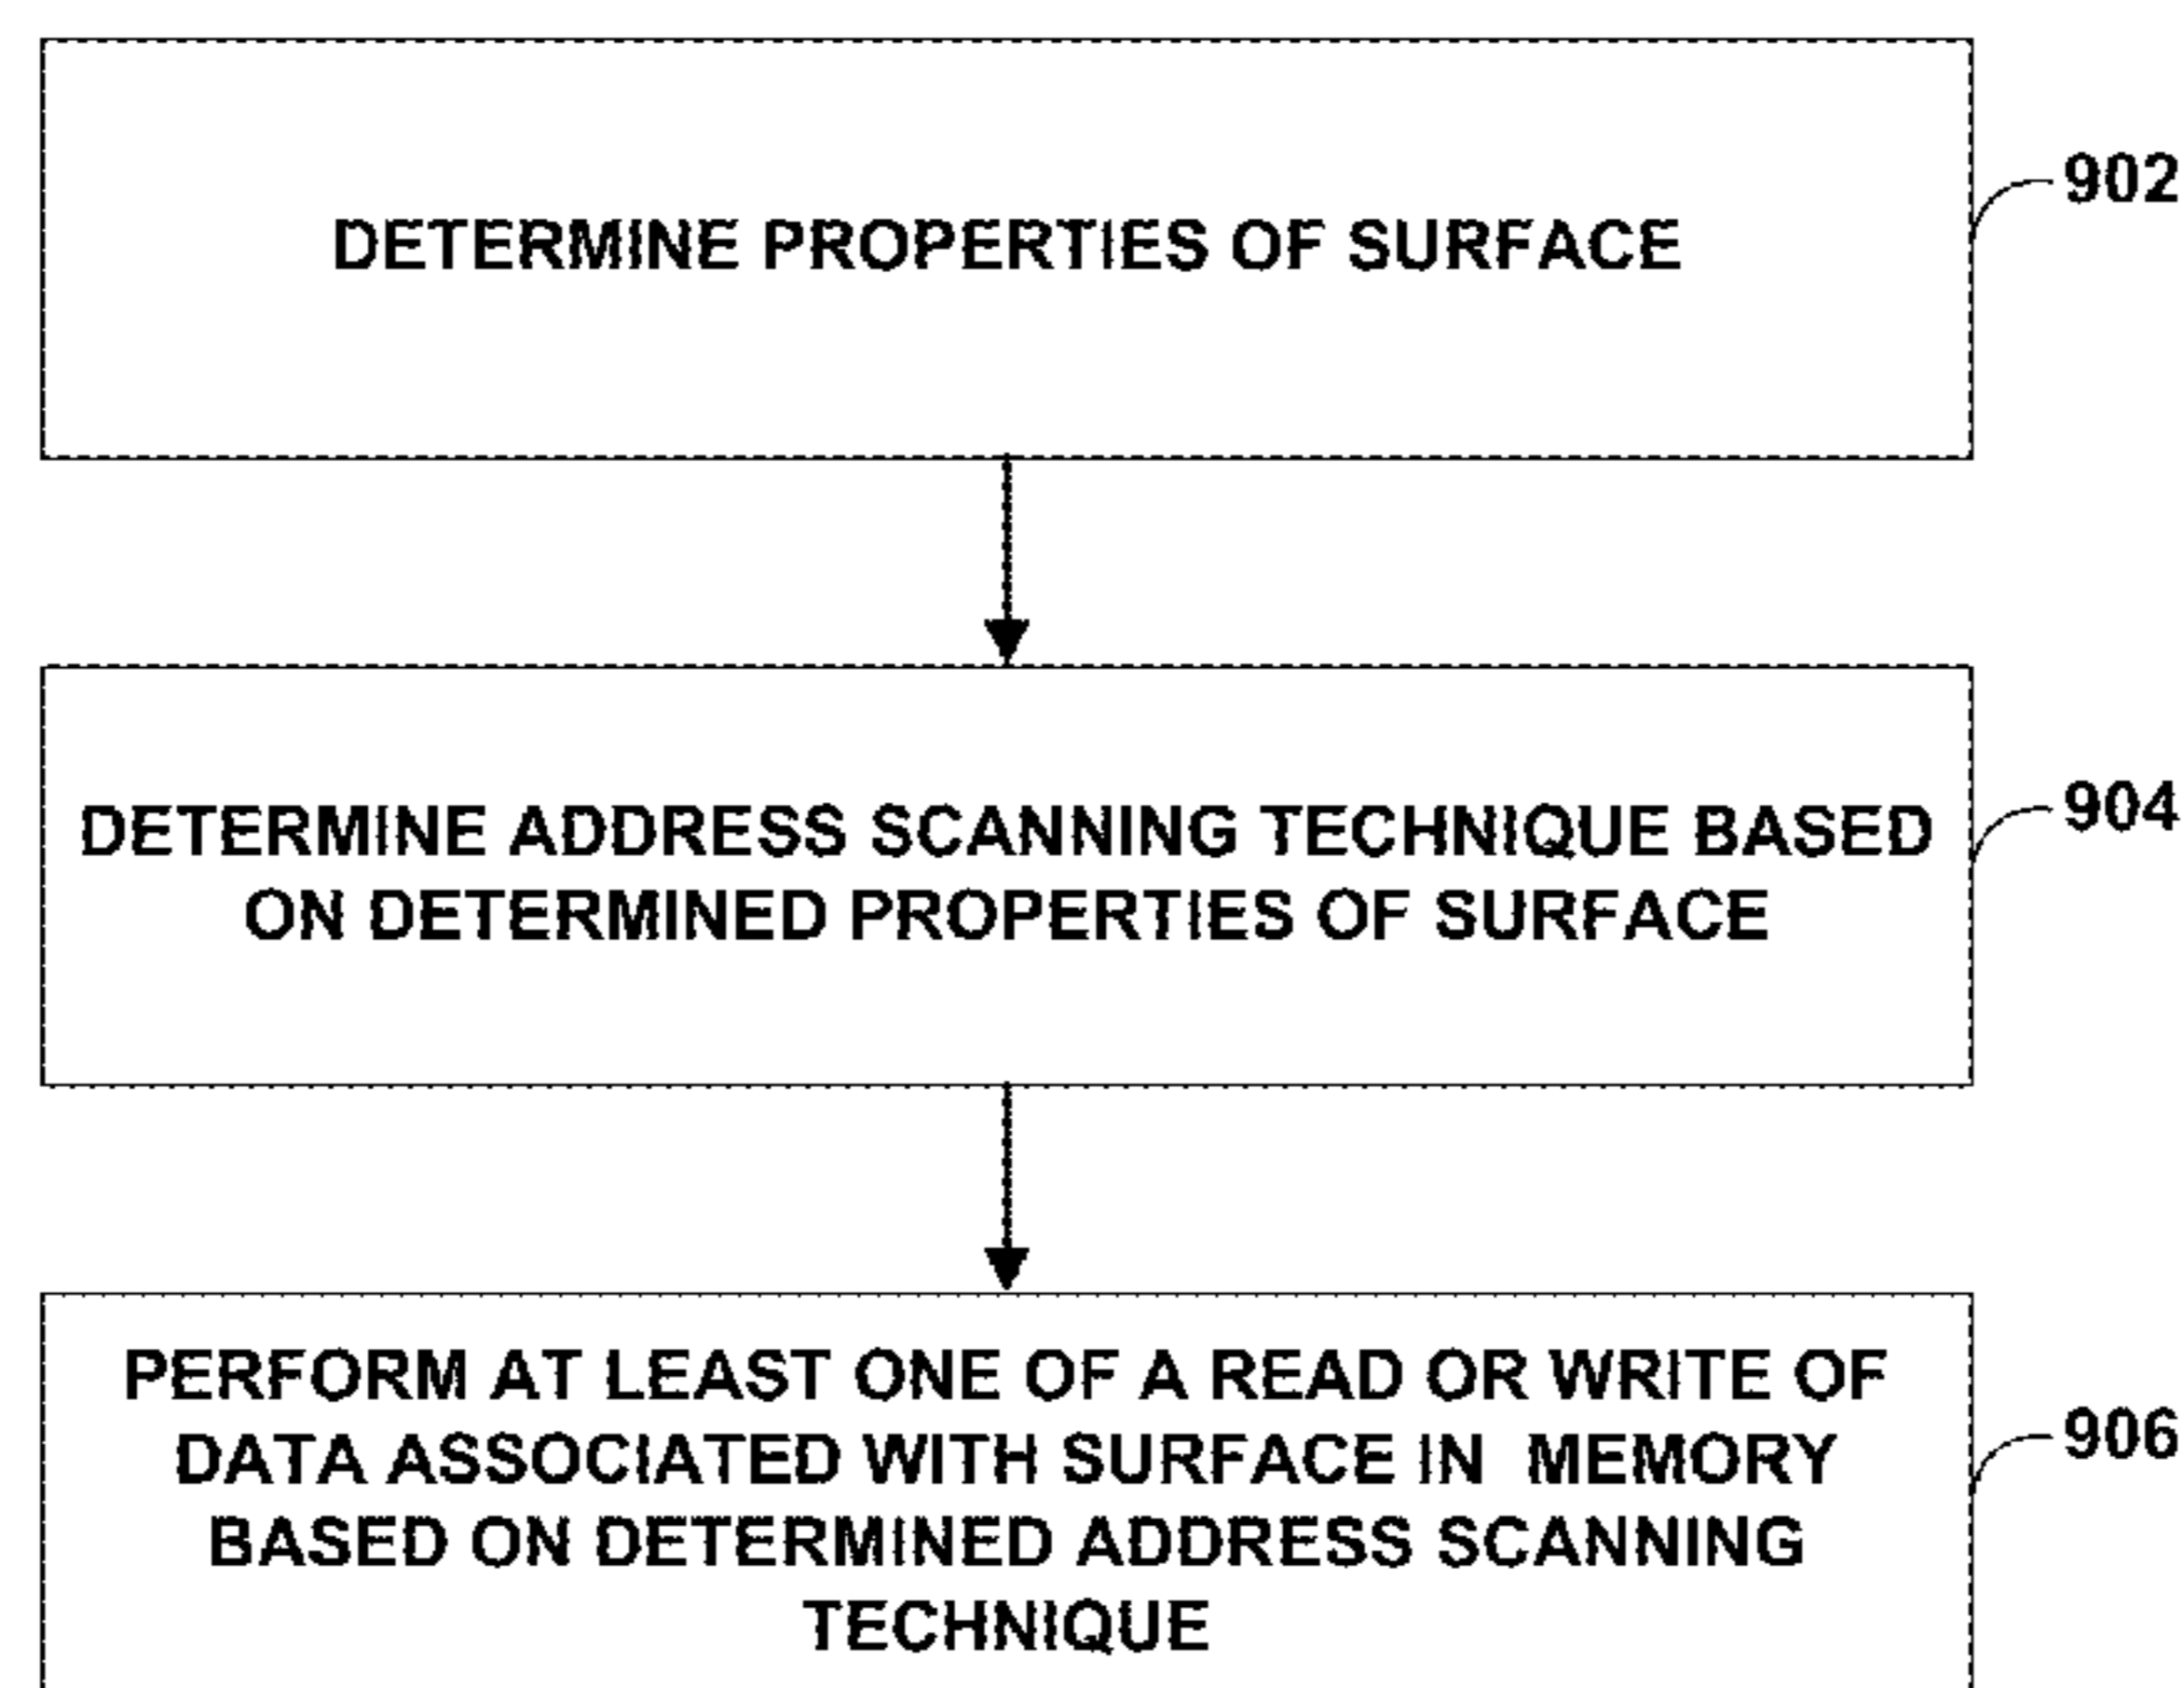 DETERMINE PROPERTIES OF SURFACE
902
DETERMINE ADDRESS SCANNING TECHNIQUE BASED
ON DETERMINED PROPERTIES OF SURFACE
904
PERFORM AT LEAST ONE OF A READ OR WRITE OF
DATA ASSOCIATED WITH SURFACE IN MEMORY
BASED ON DETERMINED ADDRESS SCANNING
TECHNIQUE
906